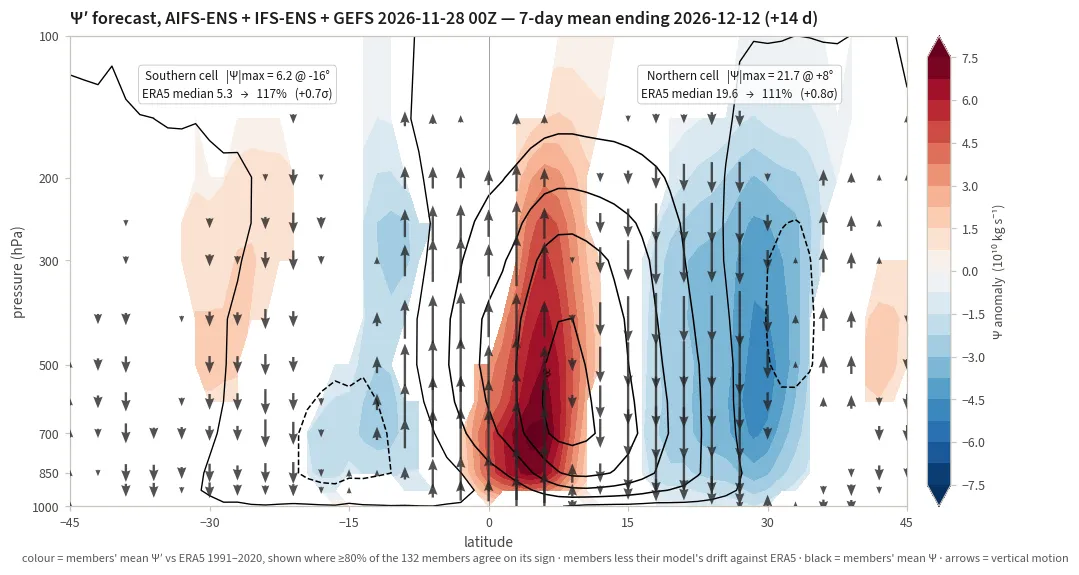 Ψ′ forecast, AIFS-ENS + IFS-ENS + GEFS 2026-11-28 00Z — 7-day mean ending 2026-12-12 (+14 d)
Southern cell |Ψ|max = 6.2 @ -16°
ERA5 median 5.3 → 117% (+0.7σ)
Northern cell |Ψ|max = 21.7 @ +8°
ERA5 median 19.6 → 111% (+0.8σ)
100
200
300
500
700
850
1000
pressure (hPa)
−45
−30
−15
0
15
30
45
latitude
7.5
6.0
4.5
3.0
1.5
0.0
−1.5
−3.0
−4.5
−6.0
−7.5
Ψ anomaly (10¹⁰ kg s⁻¹)
colour = members' mean Ψ′ vs ERA5 1991–2020, shown where ≥80% of the 132 members agree on its sign · members less their model's drift against ERA5 · black = members' mean Ψ · arrows = vertical motion